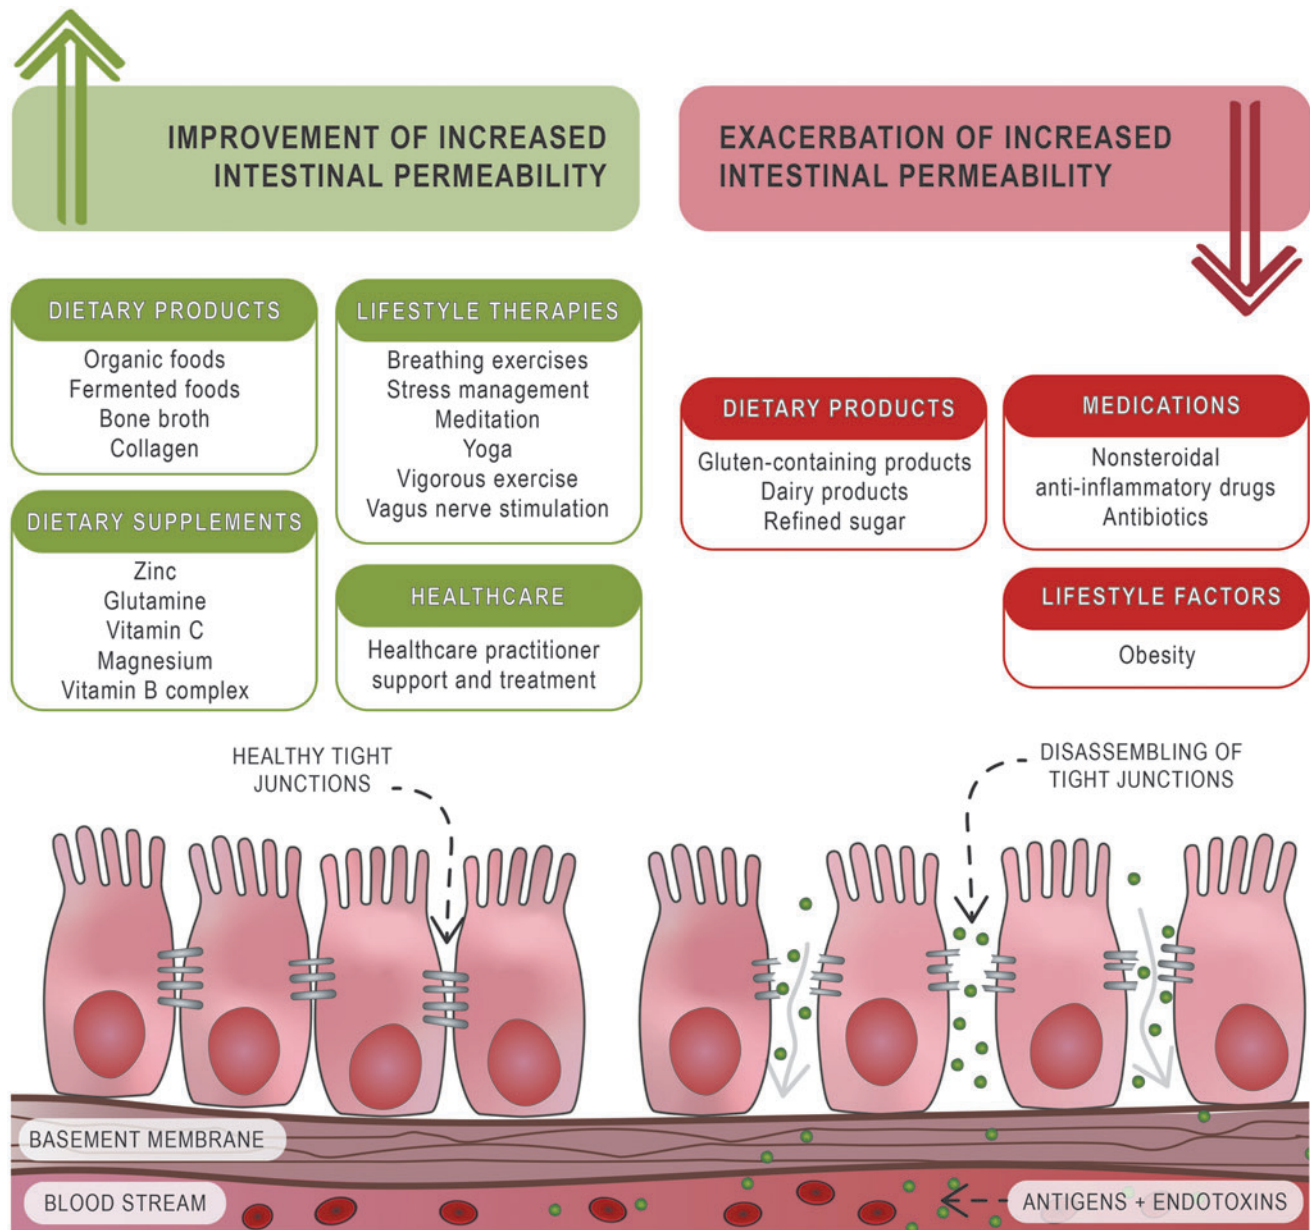 IMPROVEMENT OF INCREASED
INTESTINAL PERMEABILITY
EXACERBATION OF INCREASED
INTESTINAL PERMEABILITY
DIETARY PRODUCTS
Organic foods
Fermented foods
Bone broth
Collagen
DIETARY SUPPLEMENTS
Zinc
Glutamine
Vitamin C
Magnesium
Vitamin B complex
LIFESTYLE THERAPIES
Breathing exercises
Stress management
Meditation
Yoga
Vigorous exercise
Vagus nerve stimulation
HEALTHCARE
Healthcare practitioner
support and treatment
DIETARY PRODUCTS
Gluten-containing products
Dairy products
Refined sugar
MEDICATIONS
Nonsteroidal
anti-inflammatory drugs
Antibiotics
LIFESTYLE FACTORS
Obesity
HEALTHY TIGHT
JUNCTIONS
DISASSEMBLING OF
TIGHT JUNCTIONS
BASEMENT MEMBRANE
BLOOD STREAM
ANTIGENS + ENDOTOXINS